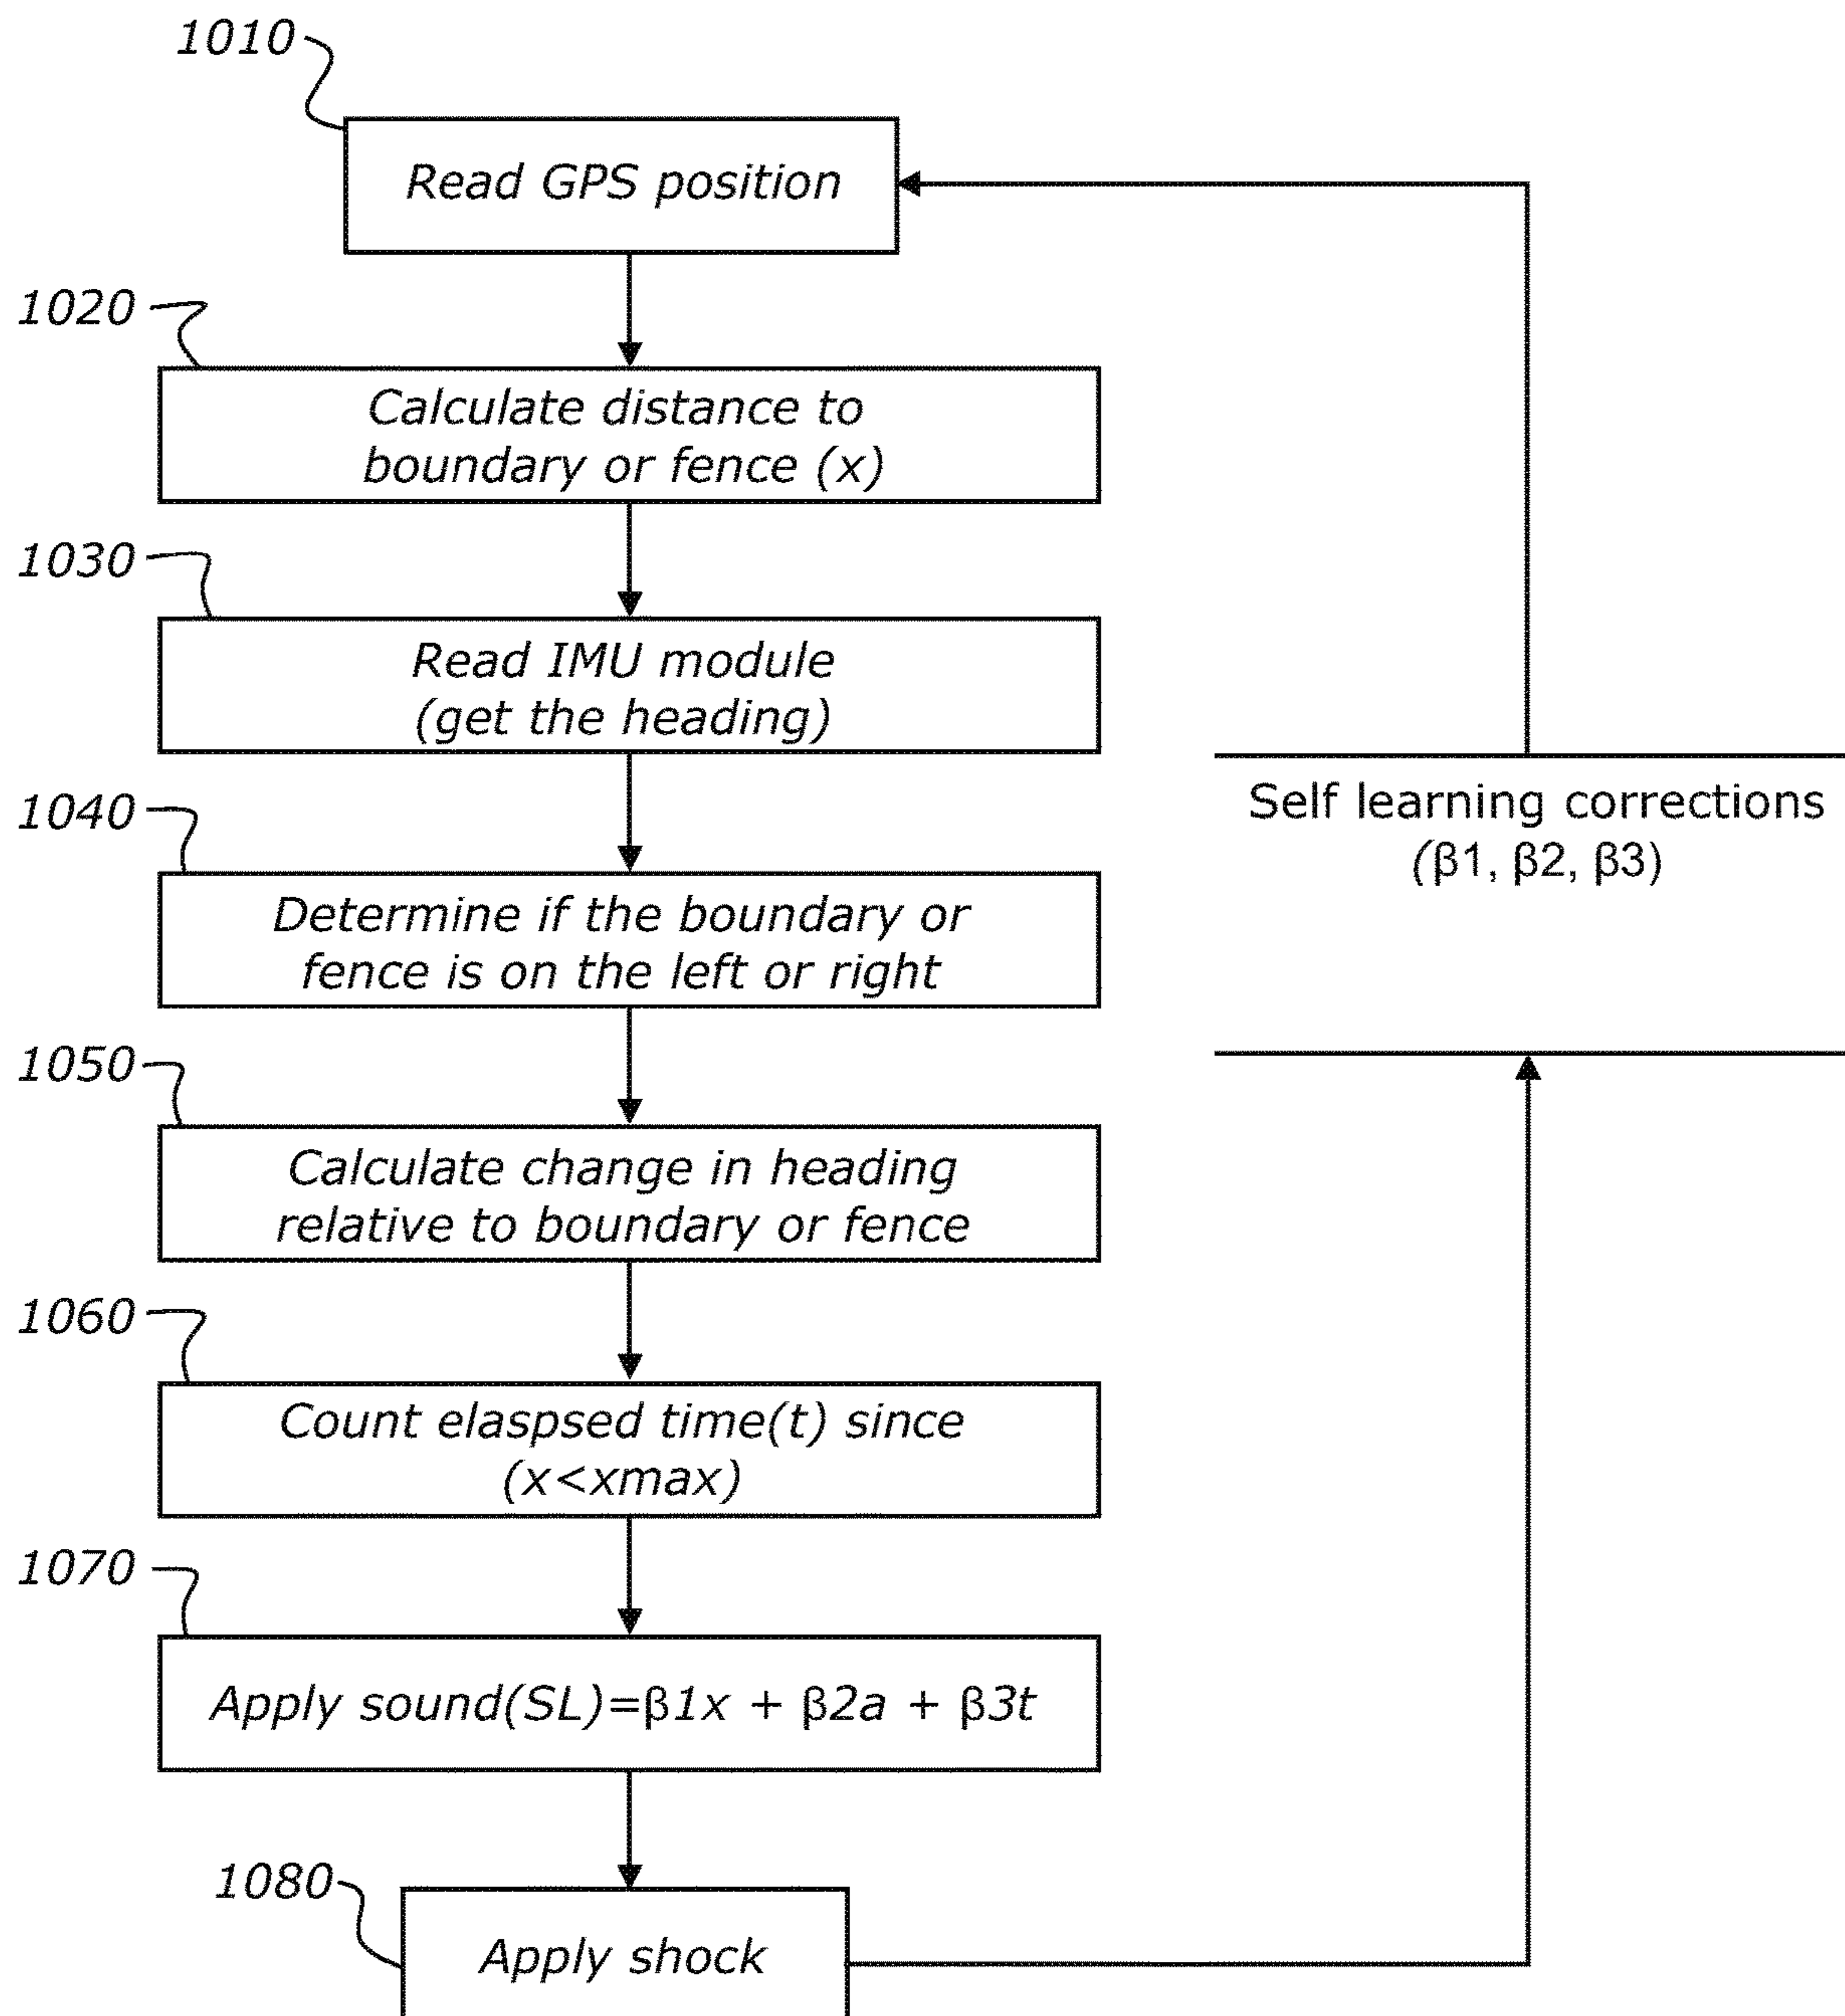 1010
Read GPS position
1020
Calculate distance to
boundary or fence (x)
1030
Read IMU module
(get the heading)
1040
Determine if the boundary or
fence is on the left or right
1050
Calculate change in heading
relative to boundary or fence
1060
Count elaspsed time(t) since
(x<xmax)
1070
Apply sound(SL)=β1x + β2a + β3t
1080
Apply shock
Self learning corrections
(β1, β2, β3)